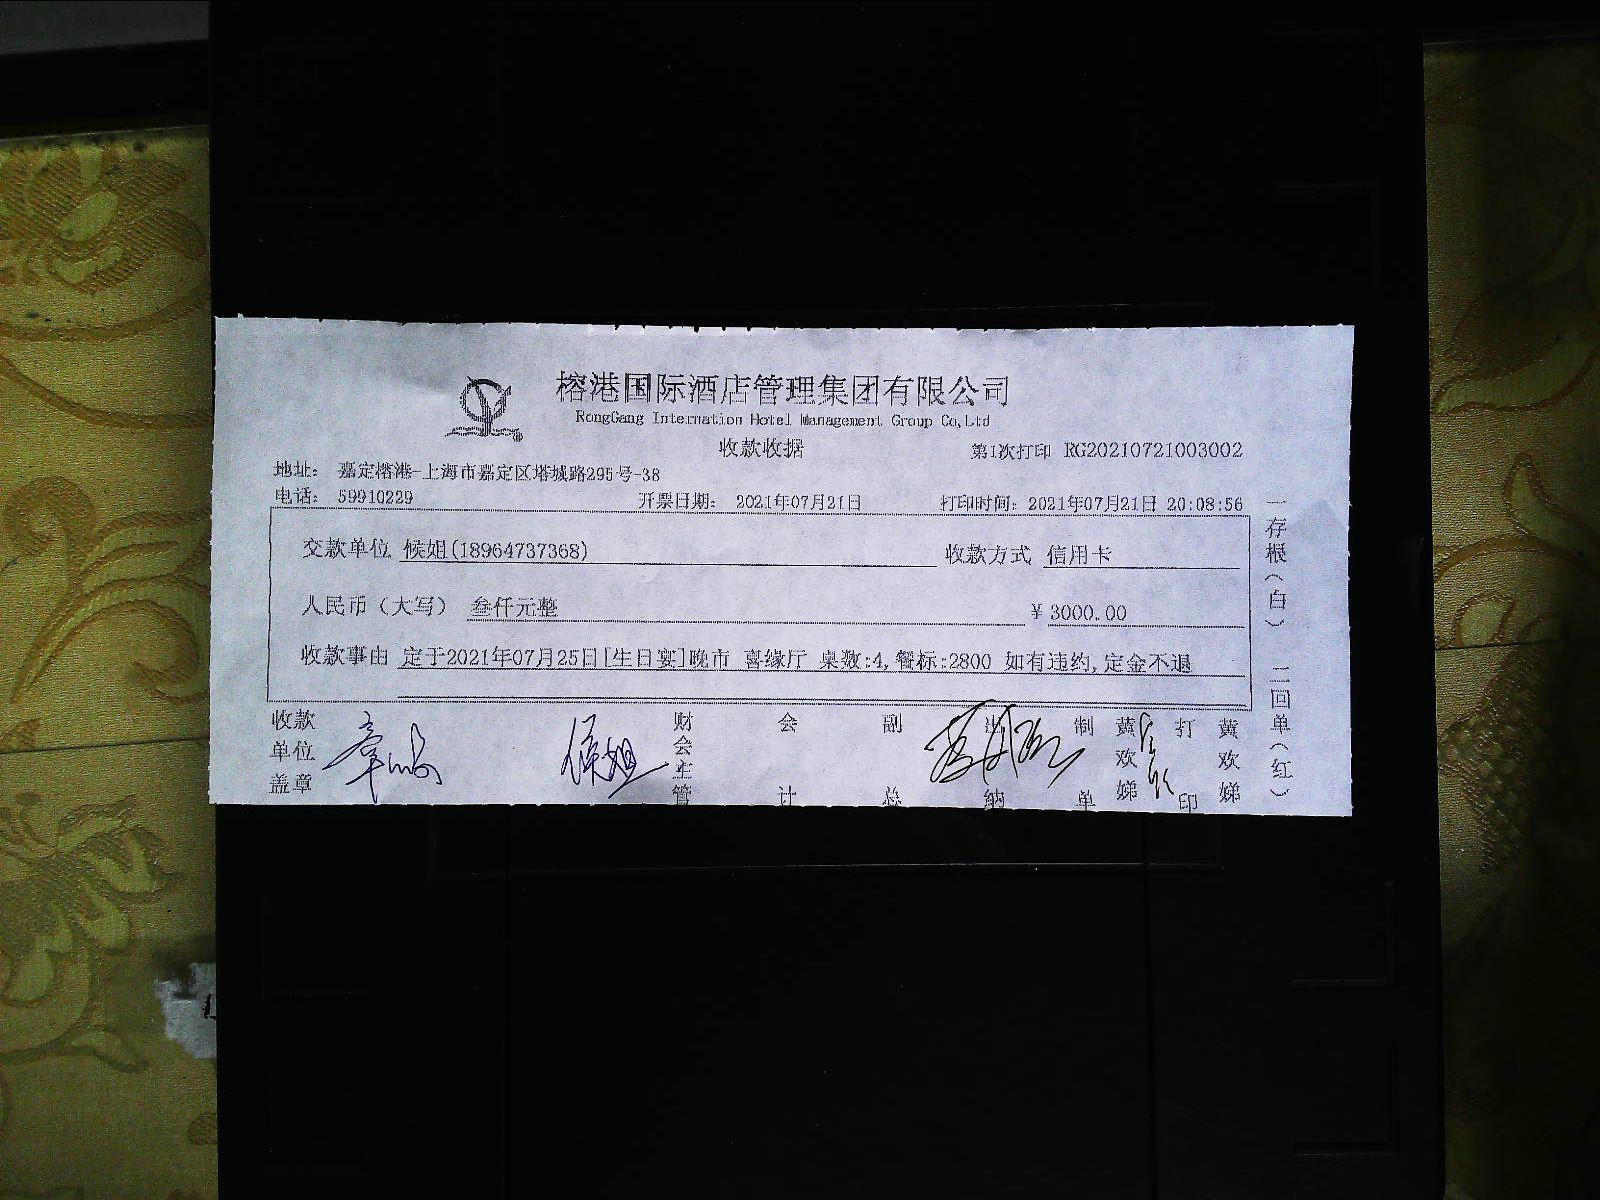 榕港国际酒店管理集团有限公司
RongGang Internation Hotel Management Group Co,Ltd
收款收据
第1次打印 RG20210721003002
地址： 嘉定榕港-上海市嘉定区塔城路295号-38
电话： 59910229 开票日期： 2021年07月21日 打印时间：2021年07月21日 20:08:56
交款单位 候姐(18964737368) 收款方式 信用卡
人民币（大写） 叁仟元整 ¥ 3000.00
收款事由 定于2021年07月25日[生日宴]晚市 喜缘厅 桌数:4,餐标:2800 如有违约,定金不退
收款单位盖章 侯姐 财会主管 会计 副总 出纳 制单 黄欢娣 打印 黄欢娣
一存根（白） 二回单（红）